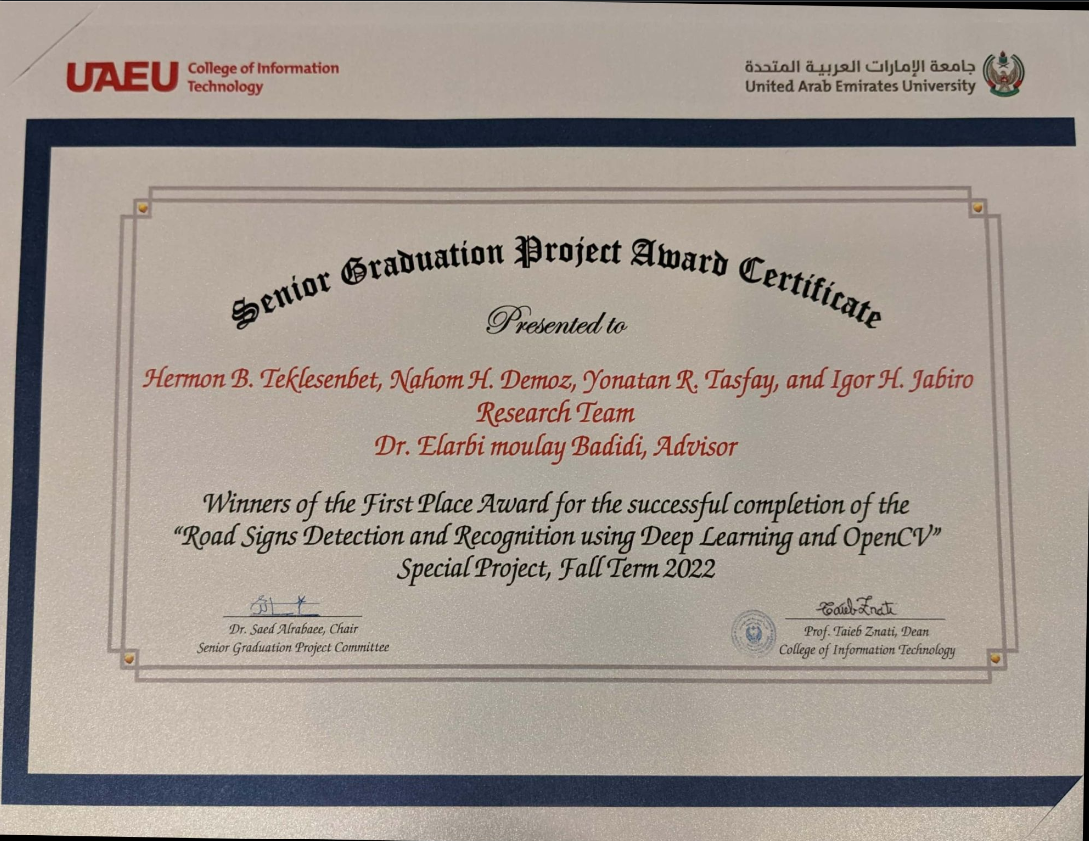 UAEU College of Information
Technology
جامعة الإمارات العربية المتحدة
United Arab Emirates University
Senior Graduation Project Award Certificate
Presented to
Hermon B. Teklesenbet, Nahom H. Demoz, Yonatan R. Tasfay, and Igor H. Jabiro
Research Team
Dr. Elarbi moulay Badidi, Advisor
Winners of the First Place Award for the successful completion of the
“Road Signs Detection and Recognition using Deep Learning and OpenCV”
Special Project, Fall Term 2022
Dr. Saed Alrabaee, Chair
Senior Graduation Project Committee
Taieb Znati
Prof. Taieb Znati, Dean
College of Information Technology